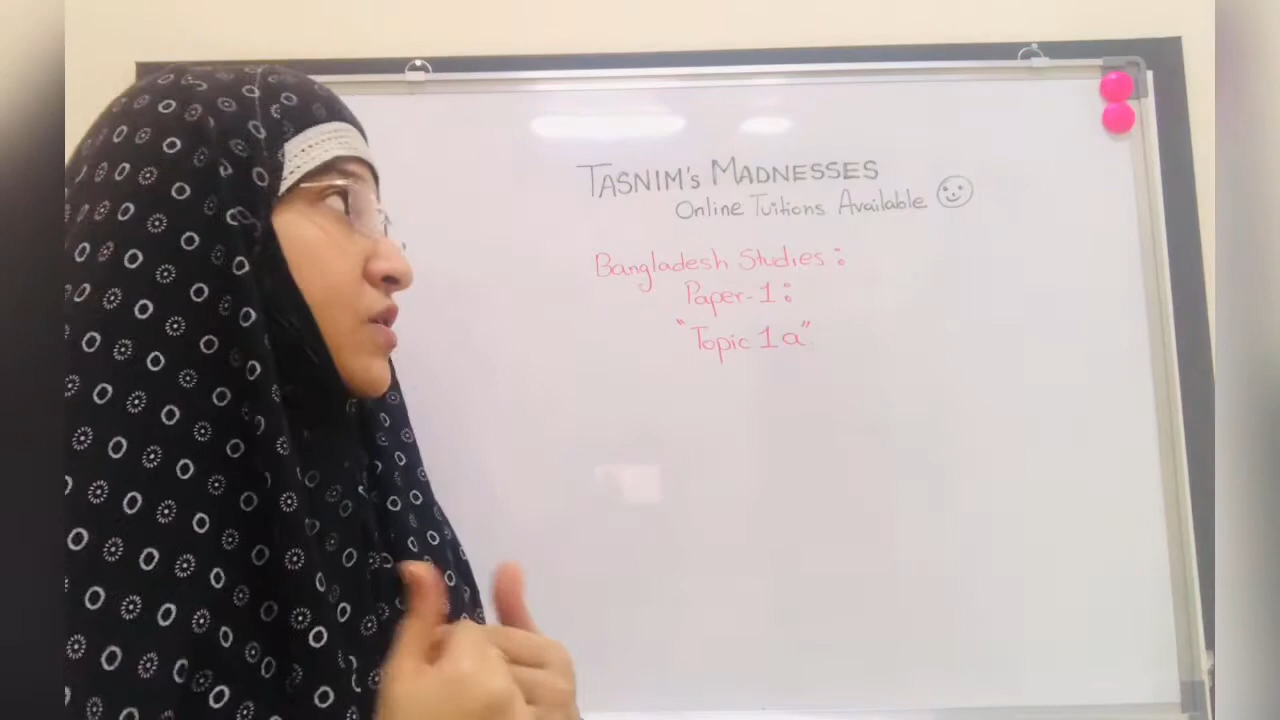 TASNIM's MADNESSES
Online Tuitions Available
Bangladesh Studies:
Paper-1:
"Topic 1a"